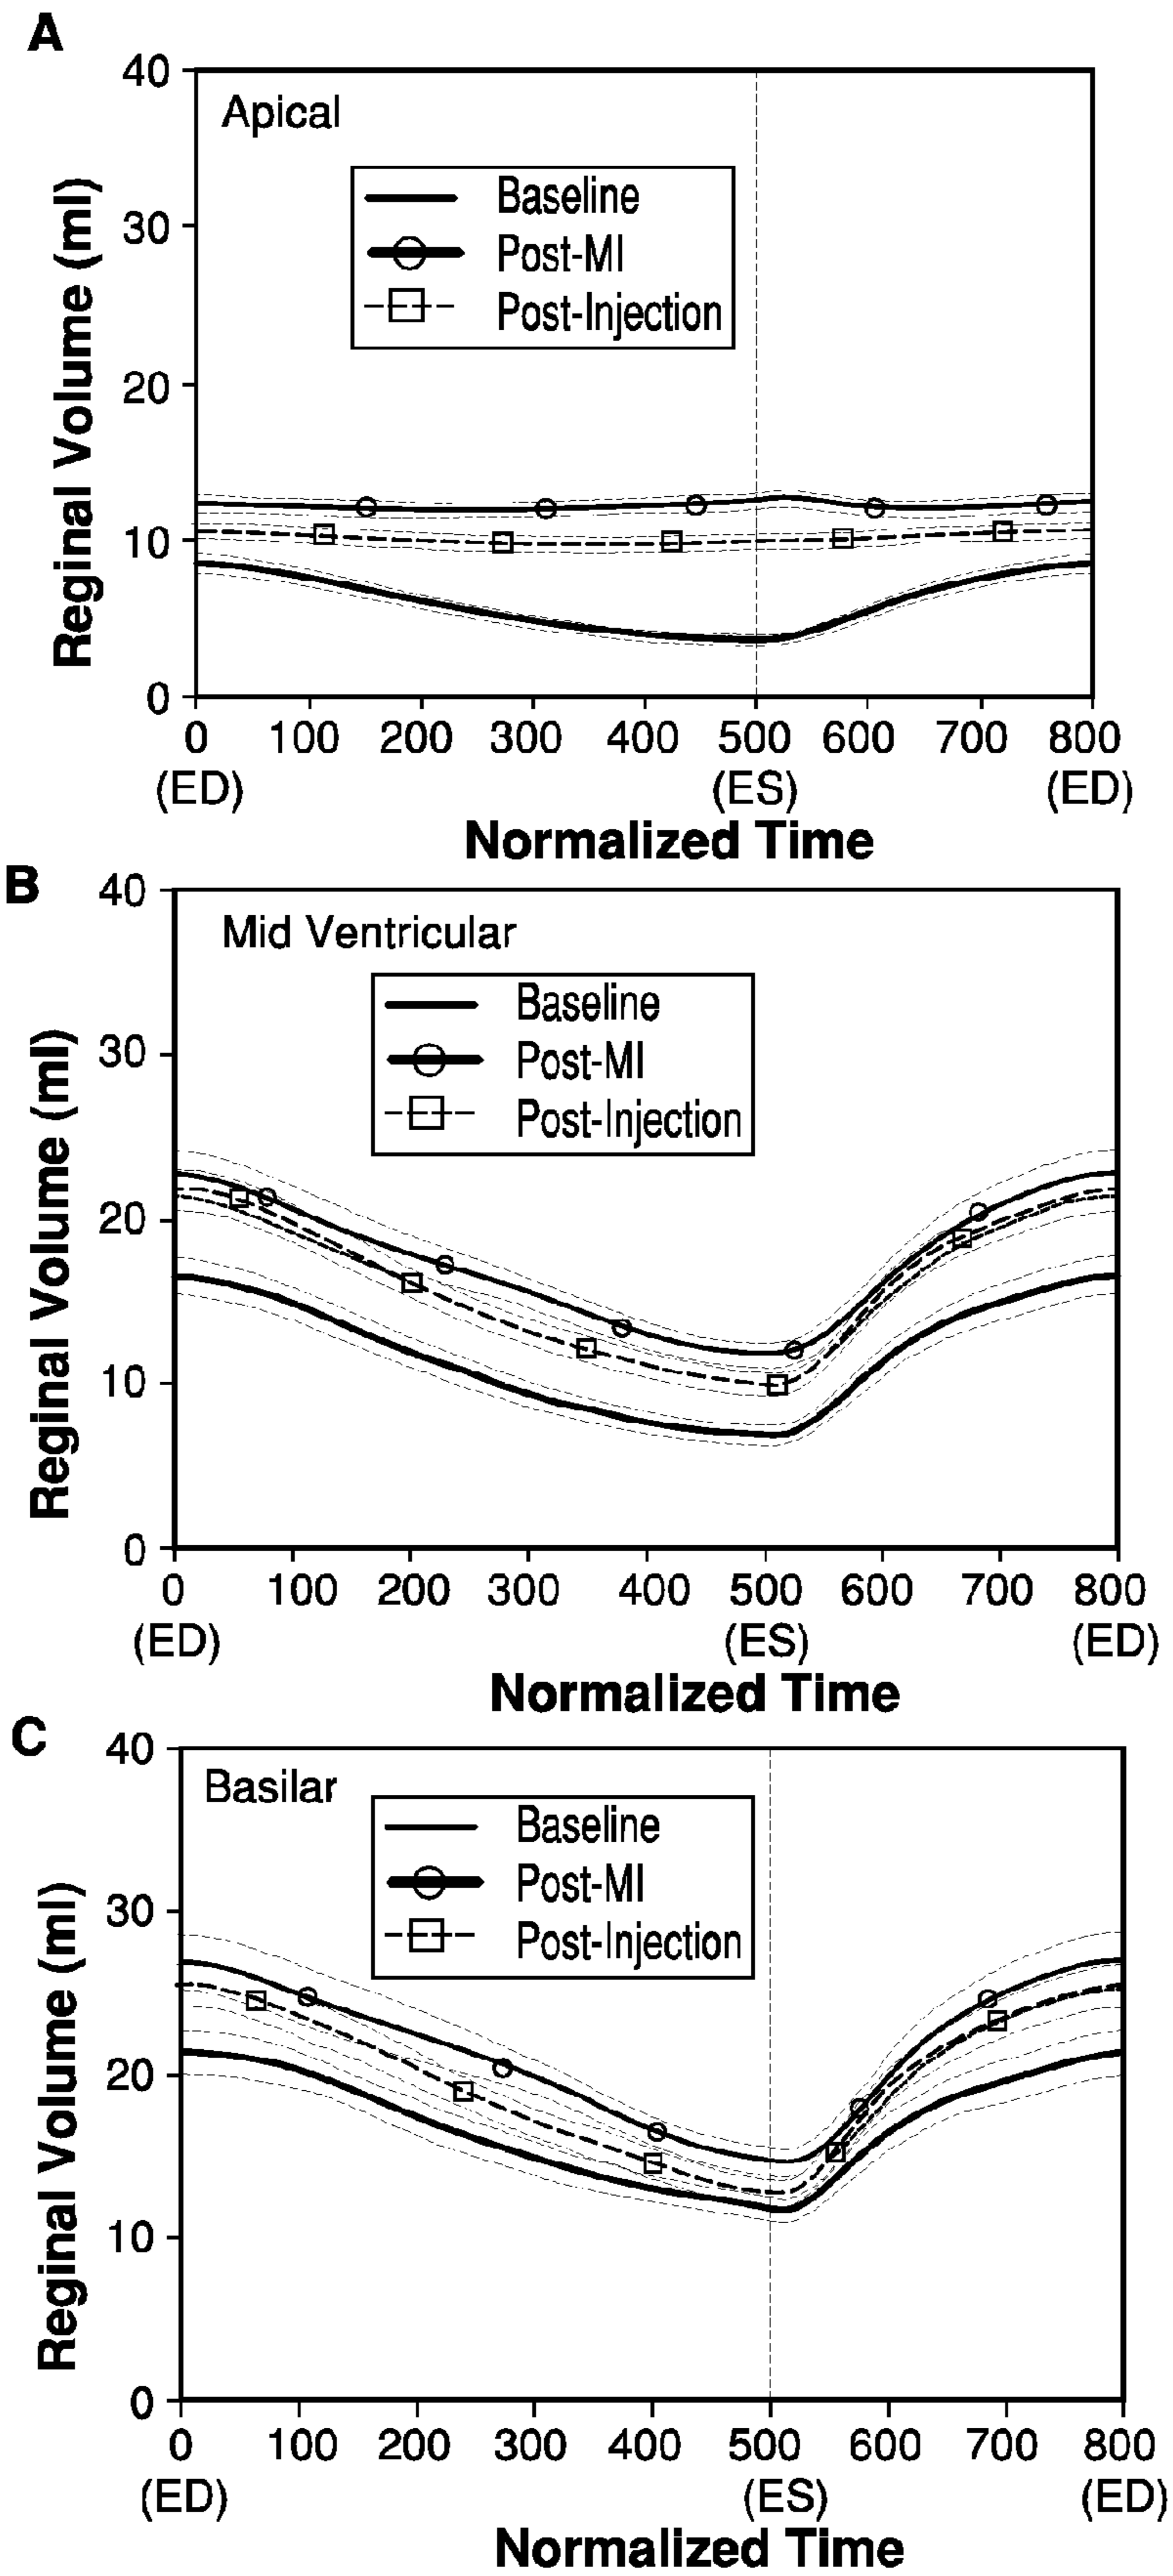 A
40
Apical
Baseline
30
Post-MI
Post-Injection
20
10
0
Reginal Volume (ml)
0 100 200 300 400 500 600 700 800
(ED) (ES) (ED)
Normalized Time
B
40
Mid Ventricular
Baseline
30
Post-MI
Post-Injection
20
10
0
Reginal Volume (ml)
0 100 200 300 400 500 600 700 800
(ED) (ES) (ED)
Normalized Time
C
40
Basilar
Baseline
30
Post-MI
Post-Injection
20
10
0
Reginal Volume (ml)
0 100 200 300 400 500 600 700 800
(ED) (ES) (ED)
Normalized Time